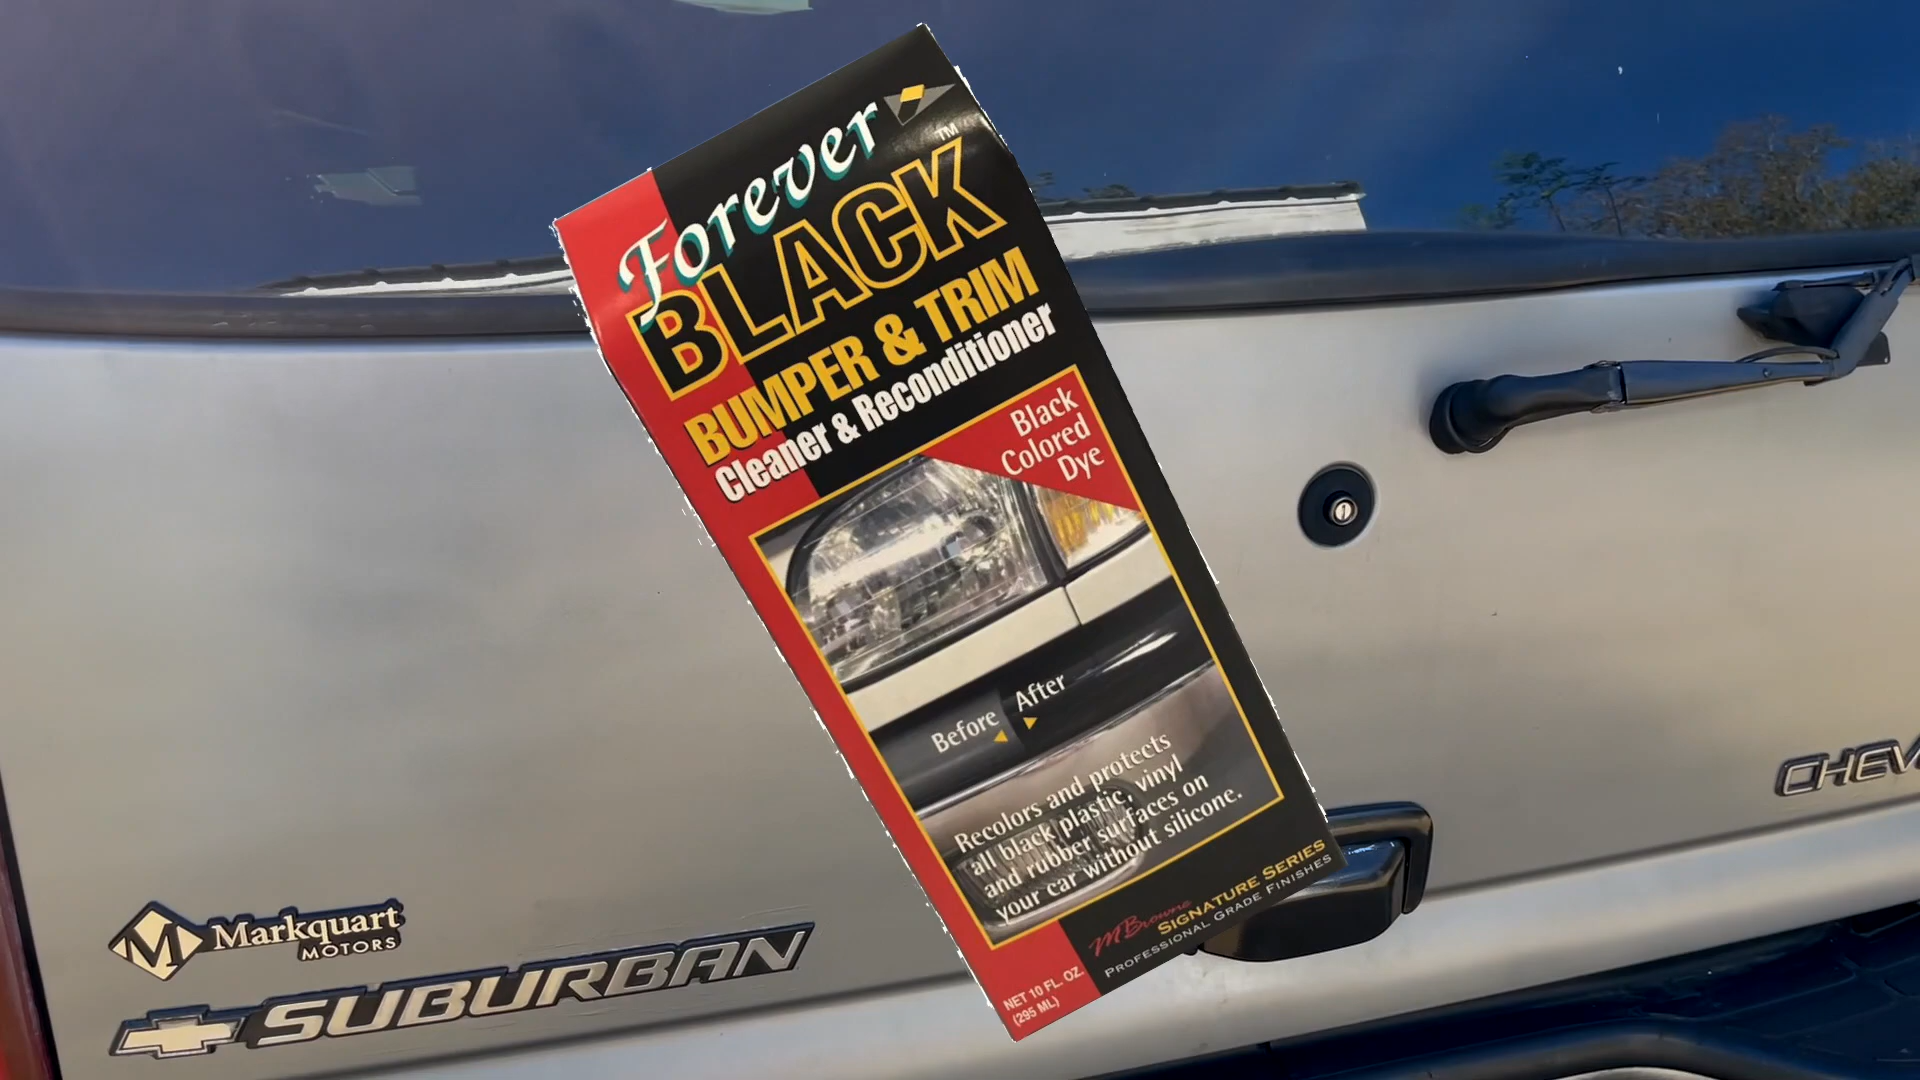 Forever
BLACK™
BUMPER & TRIM
Cleaner & Reconditioner
Black
Colored
Dye
Before
After
Recolors and protects
all black plastic, vinyl
and rubber surfaces on
your car without silicone.
MBrowne
SIGNATURE SERIES
PROFESSIONAL GRADE FINISHES
NET 10 FL. OZ.
(295 ML)
M Markquart
MOTORS
SUBURBAN
CHEV